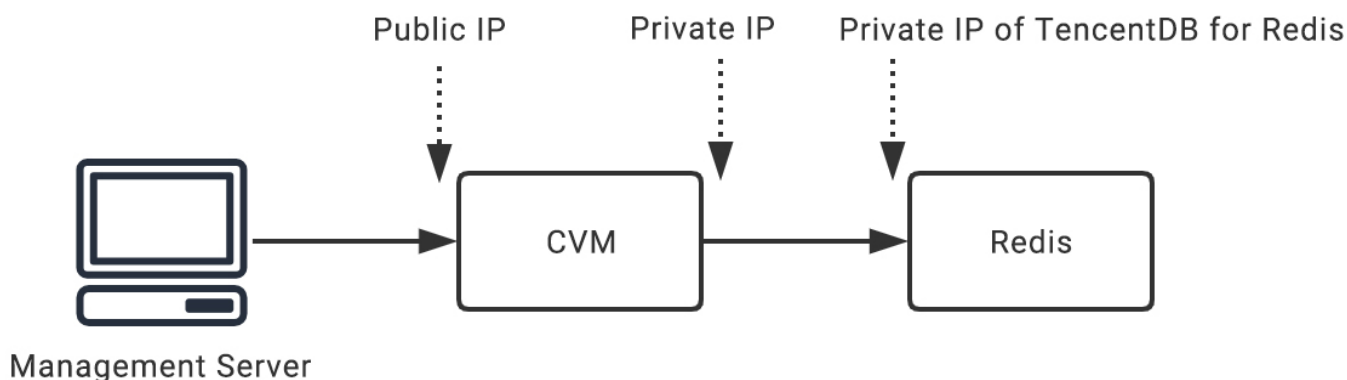 Public IP
Private IP
Private IP of TencentDB for Redis
CVM
Redis
Management Server